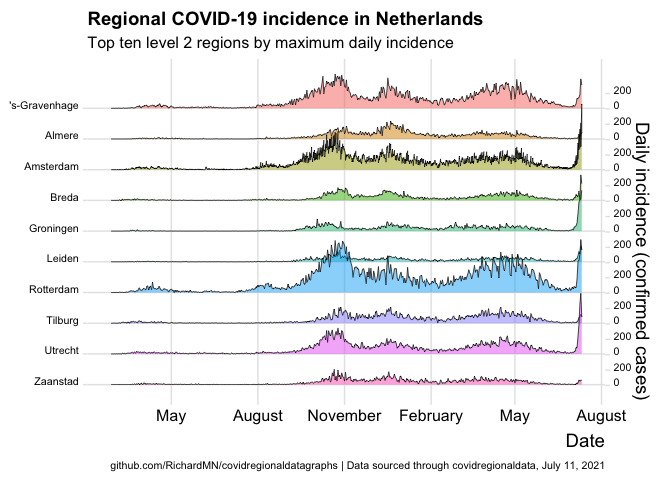 Regional COVID-19 incidence in Netherlands
Top ten level 2 regions by maximum daily incidence
's-Gravenhage
200
0
Almere
200
0
Amsterdam
200
0
Breda
200
0
Groningen
200
0
Leiden
200
0
Rotterdam
200
0
Tilburg
200
0
Utrecht
200
0
Zaanstad
200
0
Daily incidence (confirmed cases)
May August November February May August
Date
github.com/RichardMN/covidregionaldatagraphs | Data sourced through covidregionaldata, July 11, 2021